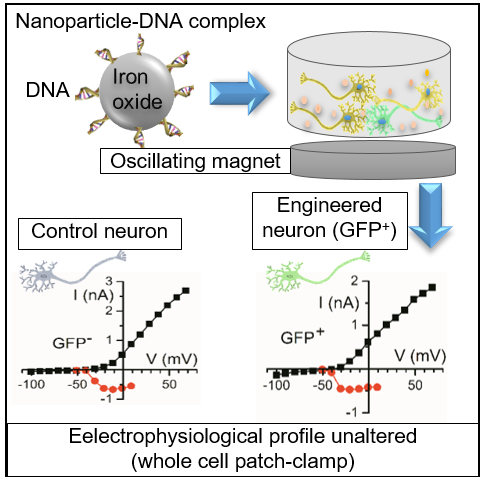 Nanoparticle-DNA complex
DNA
Iron
oxide
Oscillating magnet
Engineered
neuron (GFP+)
Control neuron
3
I (nA)
2
GFP-
1
V (mV)
-100
-50
50
-1
2
I (nA)
1
GFP+
V (mV)
-100
-50
50
-1
Eelectrophysiological profile unaltered
(whole cell patch-clamp)